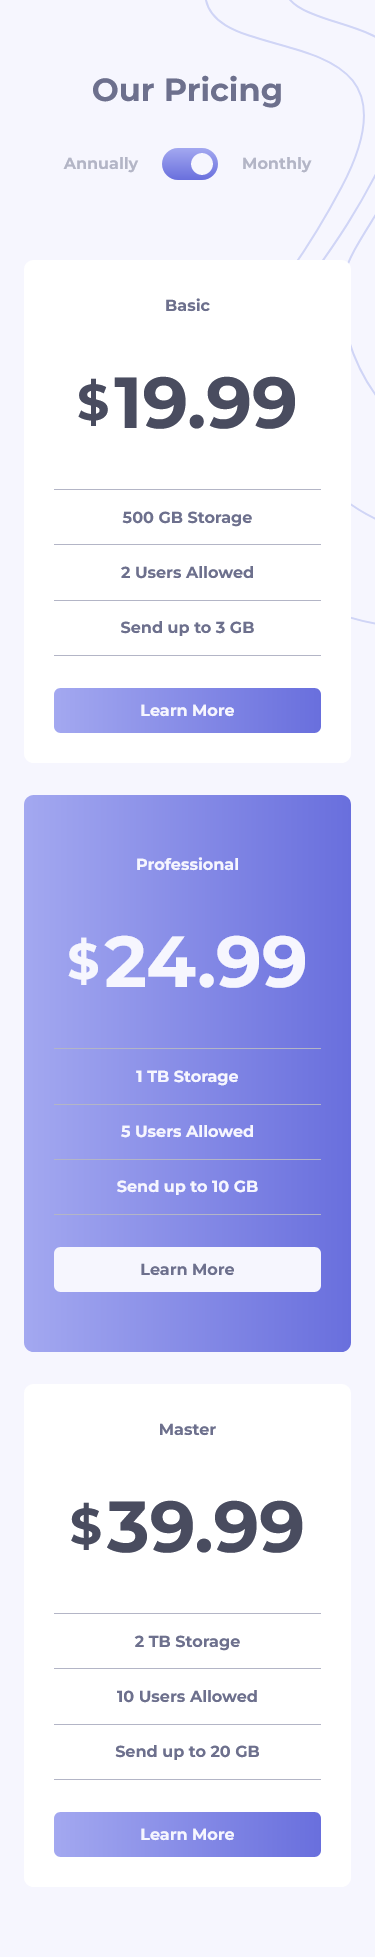 Our Pricing
Annually Monthly
Basic
$19.99
500 GB Storage
2 Users Allowed
Send up to 3 GB
Learn More
Professional
$24.99
1 TB Storage
5 Users Allowed
Send up to 10 GB
Learn More
Master
$39.99
2 TB Storage
10 Users Allowed
Send up to 20 GB
Learn More